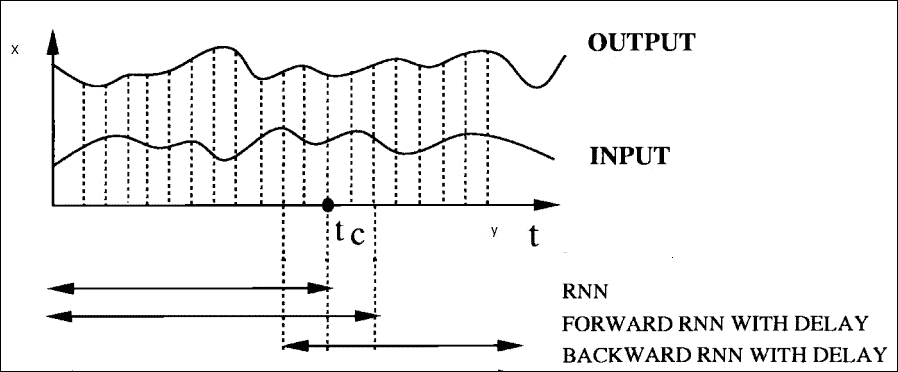 x
OUTPUT
INPUT
t c
y
t
RNN
FORWARD RNN WITH DELAY
BACKWARD RNN WITH DELAY